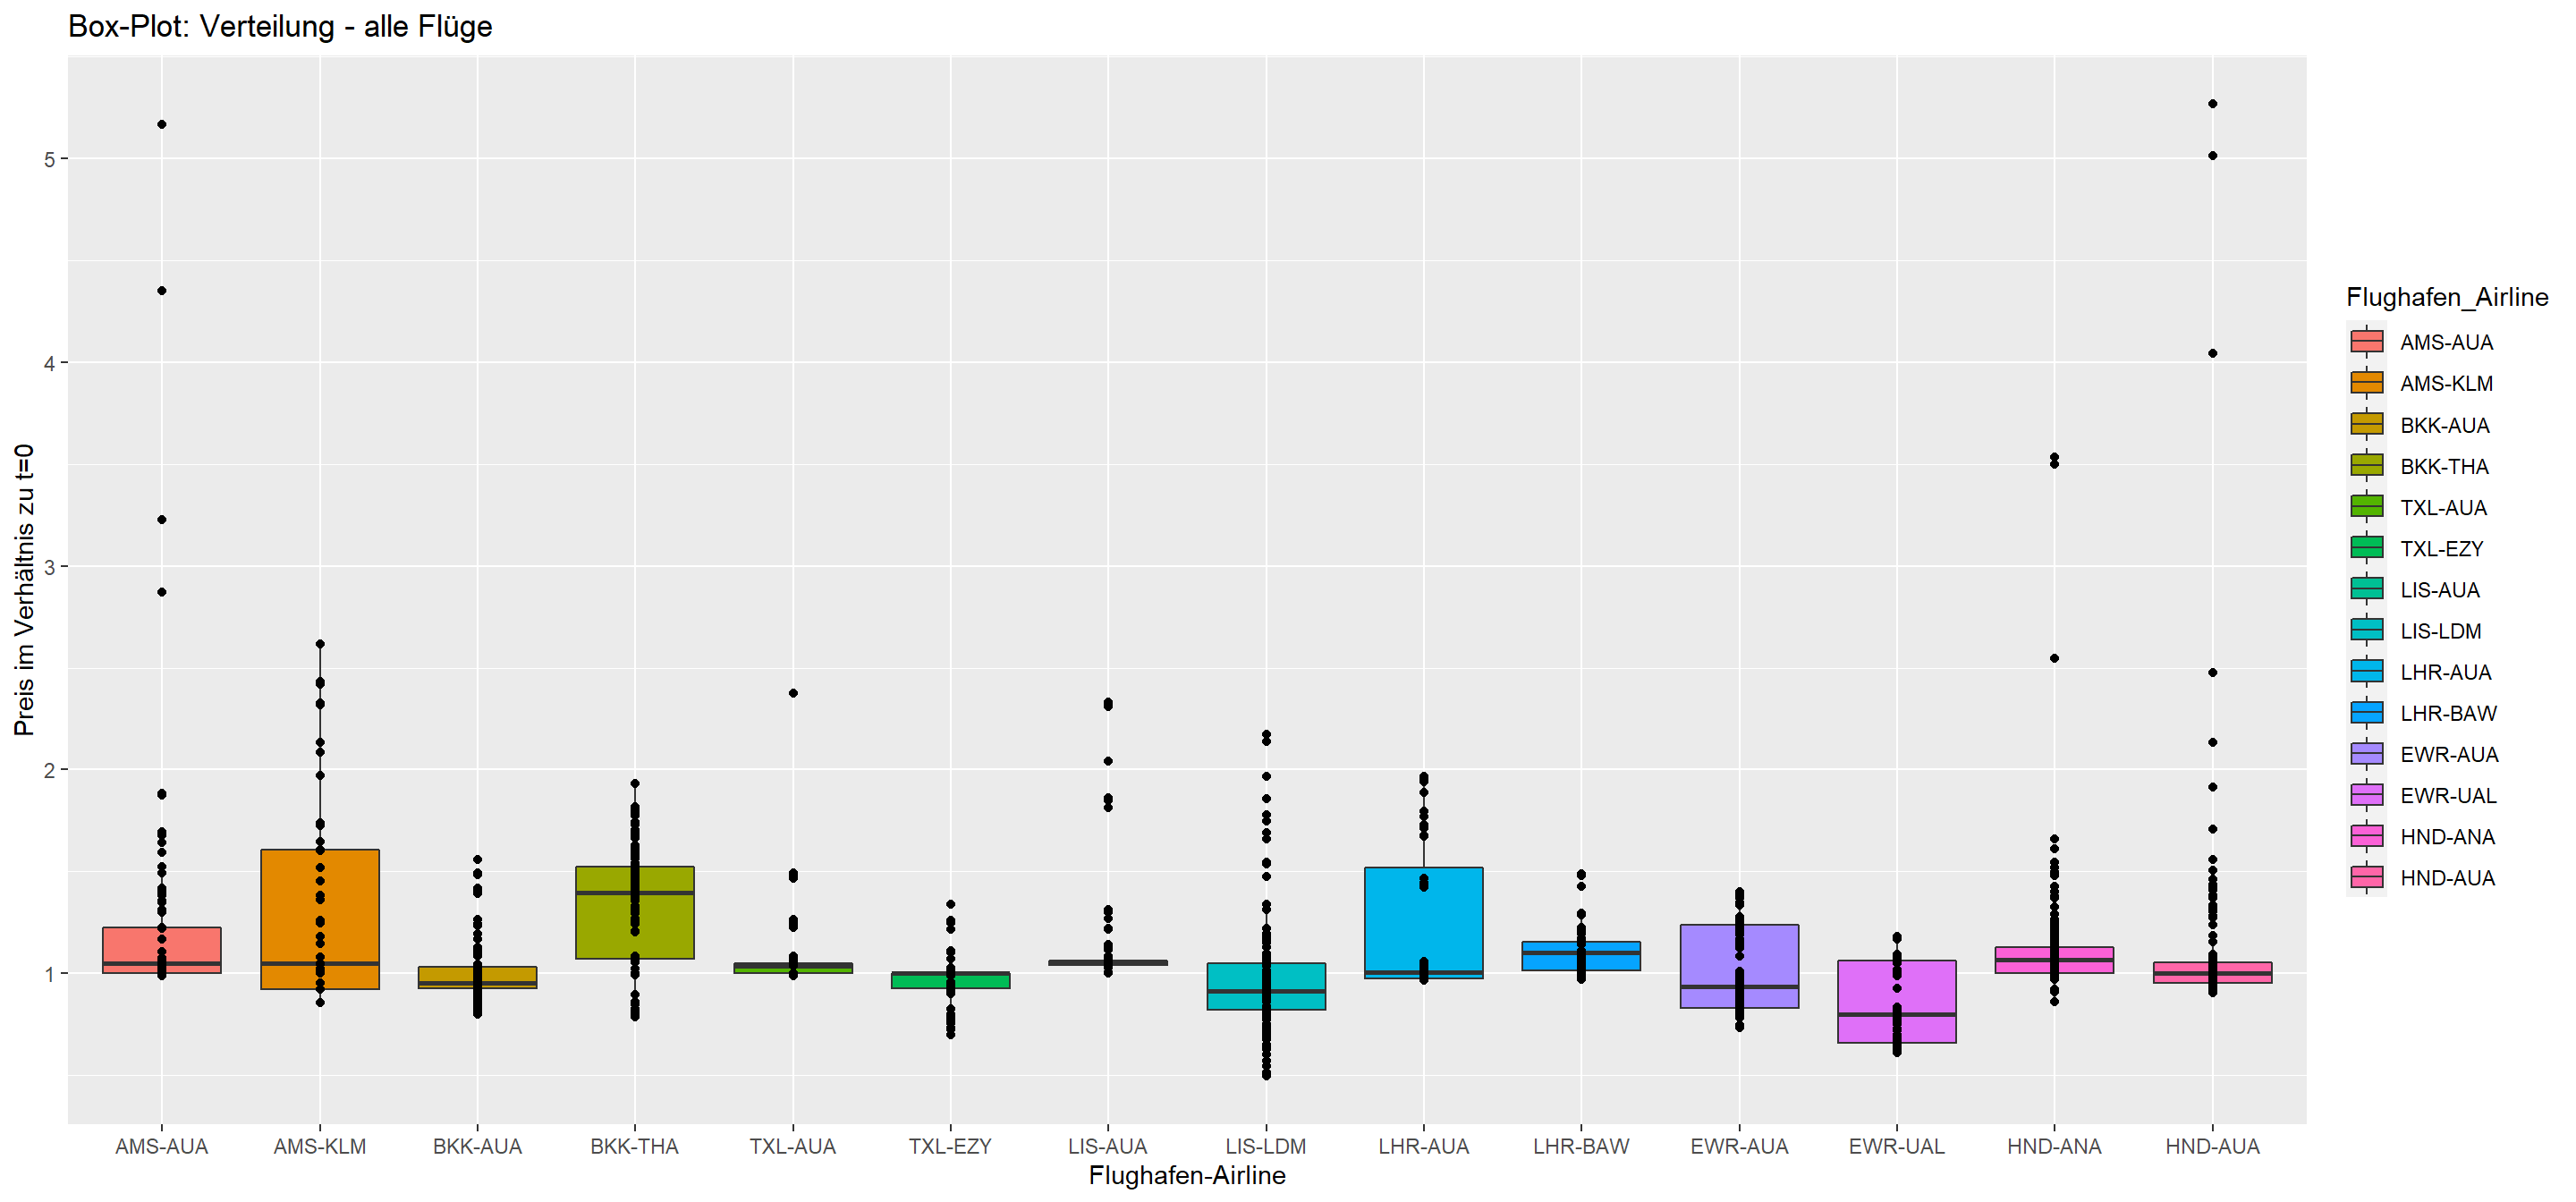 Box-Plot: Verteilung - alle Flüge
Preis im Verhältnis zu t=0
5
4
3
2
1
AMS-AUA
AMS-KLM
BKK-AUA
BKK-THA
TXL-AUA
TXL-EZY
LIS-AUA
LIS-LDM
LHR-AUA
LHR-BAW
EWR-AUA
EWR-UAL
HND-ANA
HND-AUA
Flughafen-Airline
Flughafen_Airline
AMS-AUA
AMS-KLM
BKK-AUA
BKK-THA
TXL-AUA
TXL-EZY
LIS-AUA
LIS-LDM
LHR-AUA
LHR-BAW
EWR-AUA
EWR-UAL
HND-ANA
HND-AUA